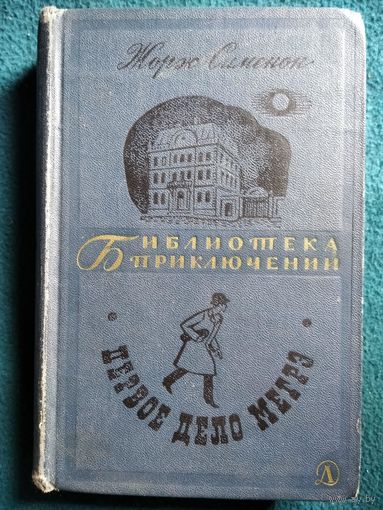 Жорж Сименон
БИБЛИОТЕКА
ПРИКЛЮЧЕНИЙ
• ПЕРВОЕ ДЕЛО МЕГРЭ •
Д